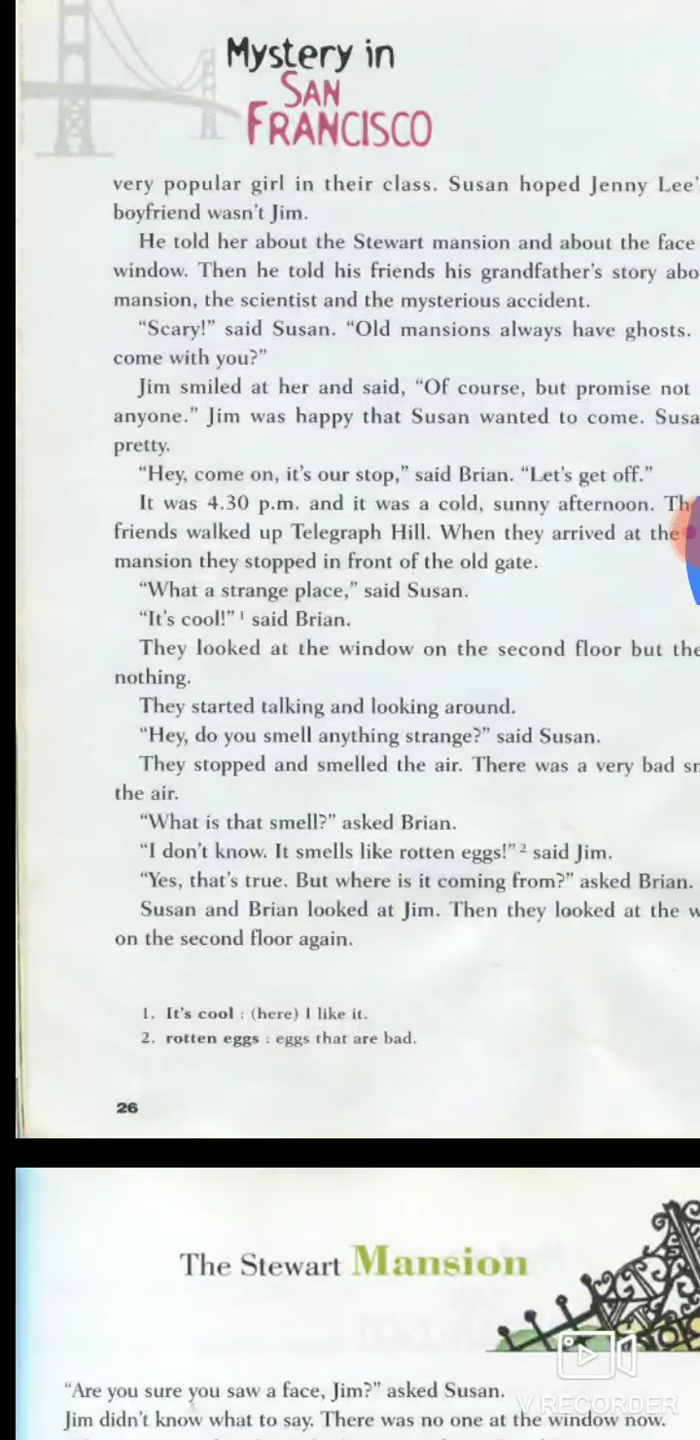 Mystery in
SAN
FRANCISCO
very popular girl in their class. Susan hoped Jenny Lee'
boyfriend wasn't Jim.
He told her about the Stewart mansion and about the face
window. Then he told his friends his grandfather's story
mansion, the scientist and the mysterious accident.
“Scary!” said Susan. “Old mansions always have ghosts.
come with you?”
Jim smiled at her and said, “Of course, but promise not
anyone.” Jim was happy that Susan wanted to come.
pretty.
“Hey, come on, it's our stop,” said Brian. “Let's get off.”
It was 4.30 p.m. and it was a cold, sunny afternoon.
friends walked up Telegraph Hill. When they arrived at the
mansion they stopped in front of the old gate.
“What a strange place,” said Susan.
“It's cool!” ¹ said Brian.
They looked at the window on the second floor but
nothing.
They started talking and looking around.
“Hey, do you smell anything strange?” said Susan.
They stopped and smelled the air. There was a very bad
the air.
“What is that smell?” asked Brian.
“I don't know. It smells like rotten eggs!” ² said Jim.
“Yes, that's true. But where is it coming from?” asked Brian.
Susan and Brian looked at Jim. Then they looked at the
on the second floor again.
1. It's cool : (here) I like it.
2. rotten eggs : eggs that are bad.
26
The Stewart Mansion
“Are you sure you saw a face, Jim?” asked Susan.
Jim didn't know what to say. There was no one at the window now.
V RECORDER